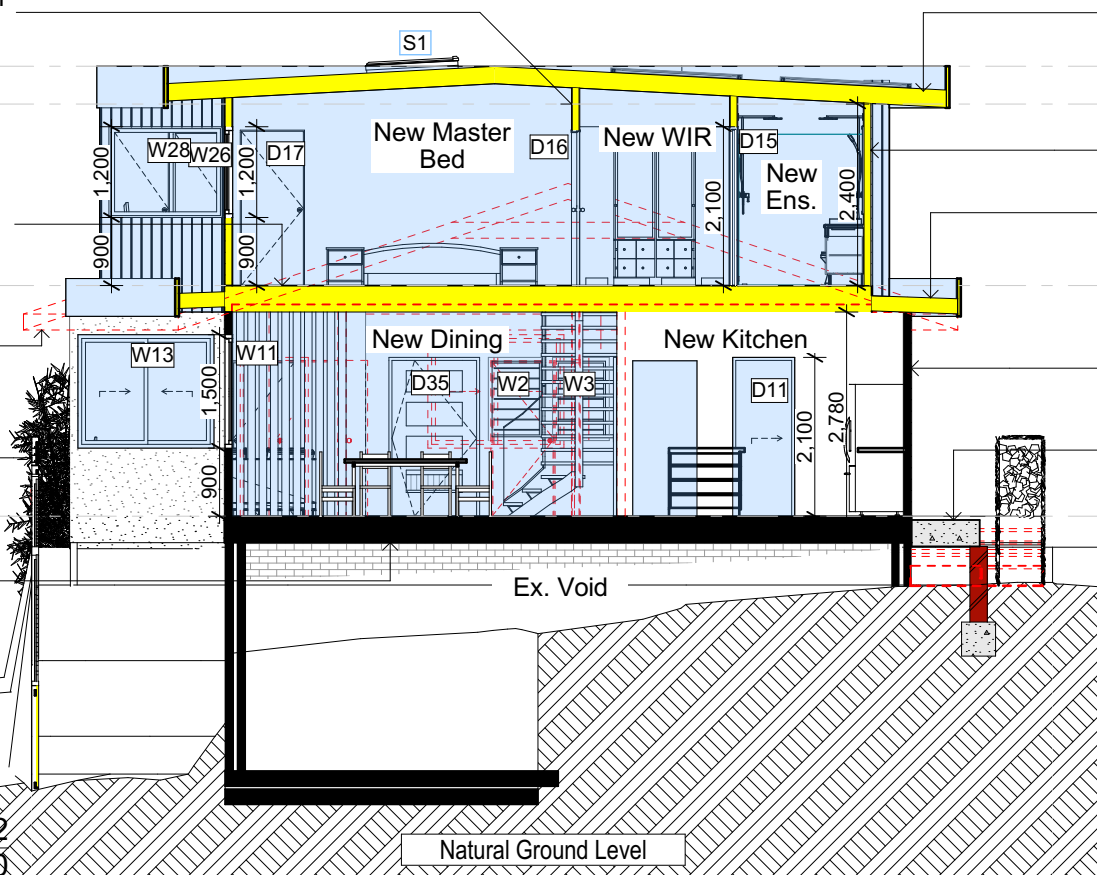 S1
New Master
Bed
New WIR
New
Ens.
W28
W26
D17
D16
D15
1,200
900
1,200
900
2,100
2,400
W13
W11
New Dining
New Kitchen
D35
W2
W3
D11
1,500
900
2,100
2,780
Ex. Void
Natural Ground Level